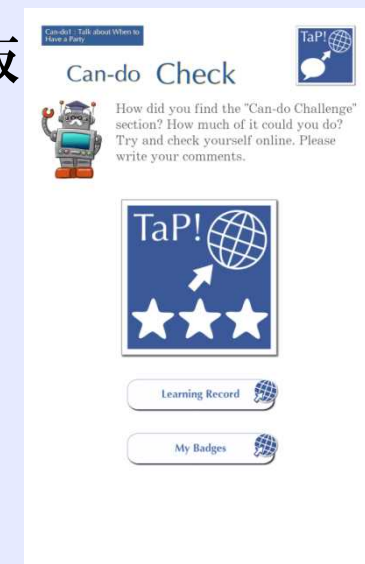 版
Can-do1 : Talk about When to
Have a Party
TaP!
Can-do Check
How did you find the "Can-do Challenge"
section? How much of it could you do?
Try and check yourself online. Please
write your comments.
TaP!
Learning Record
My Badges